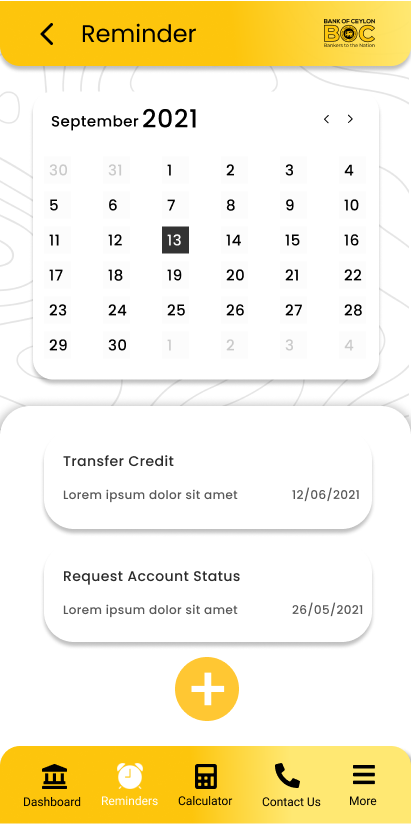 Reminder
BANK OF CEYLON
BOC
Bankers to the Nation
September 2021
30 31 1 2 3 4
5 6 7 8 9 10
11 12 13 14 15 16
17 18 19 20 21 22
23 24 25 26 27 28
29 30 1 2 3 4
Transfer Credit
Lorem ipsum dolor sit amet 12/06/2021
Request Account Status
Lorem ipsum dolor sit amet 26/05/2021
Dashboard Reminders Calculator Contact Us More